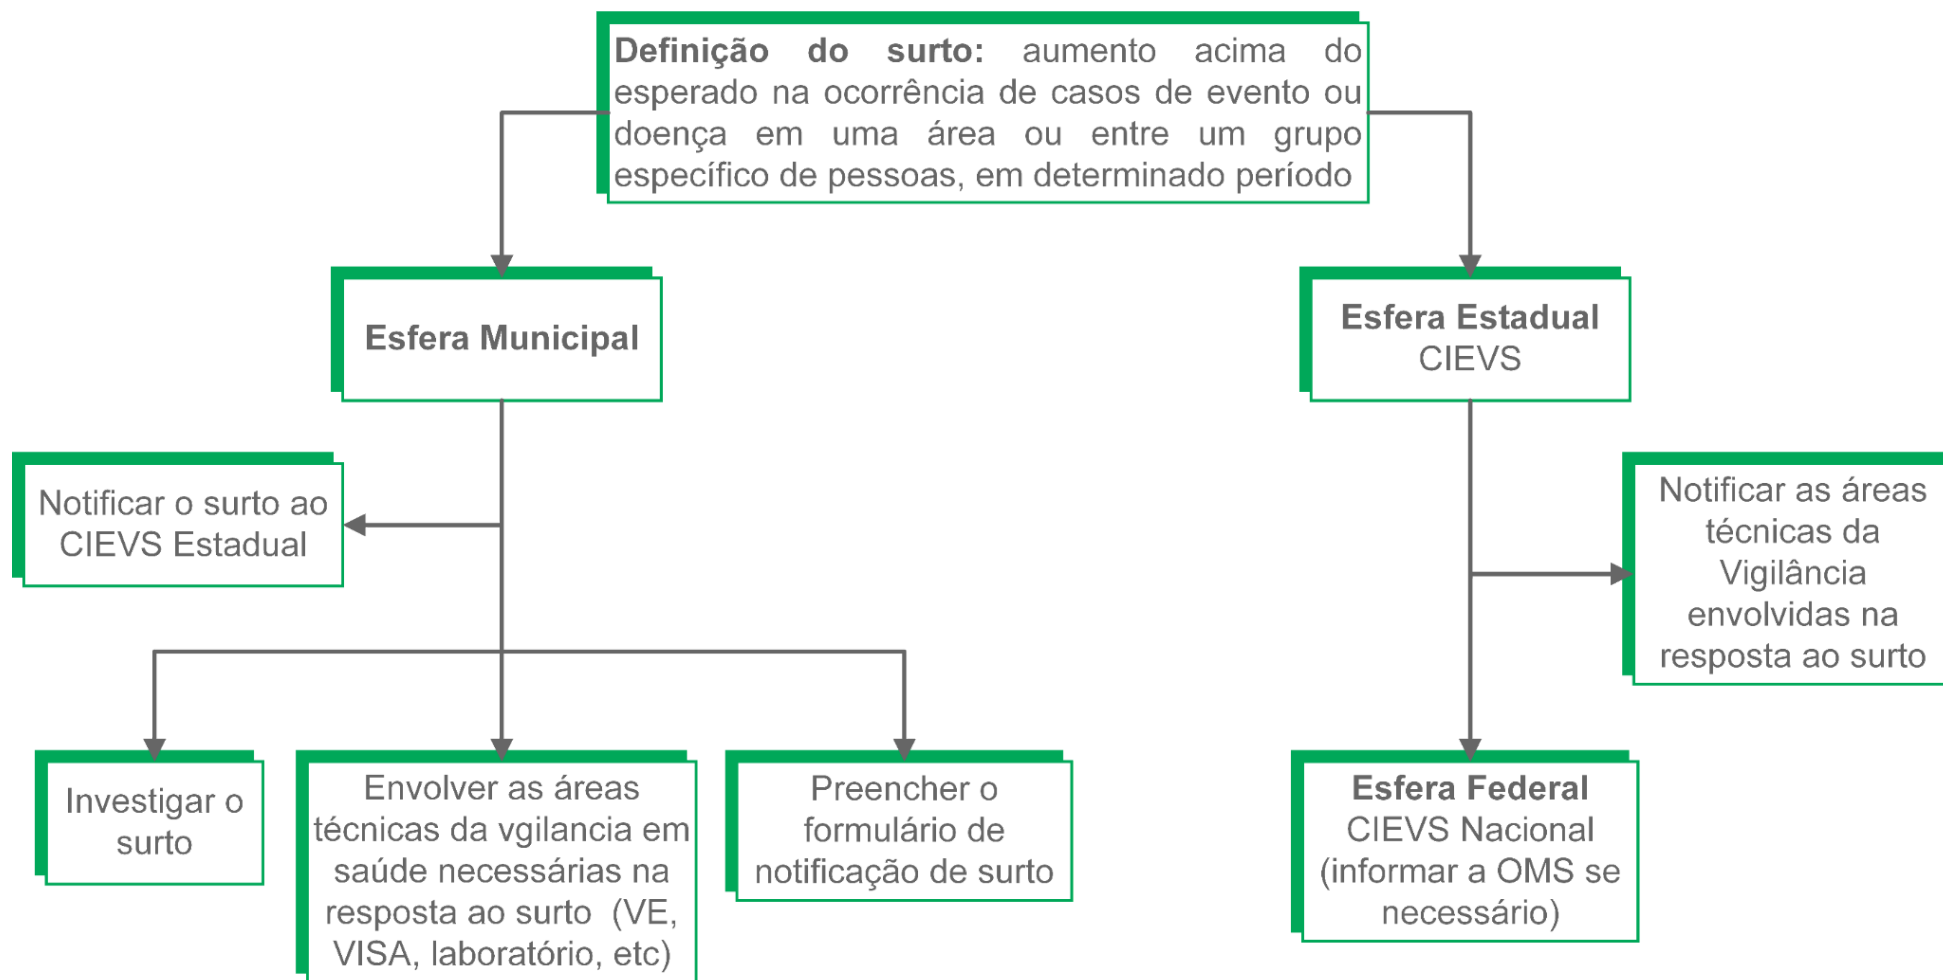 Definição do surto: aumento acima do
esperado na ocorrência de casos de evento ou
doença em uma área ou entre um grupo
específico de pessoas, em determinado período
Esfera Municipal
Esfera Estadual
CIEVS
Notificar o surto ao
CIEVS Estadual
Notificar as áreas
técnicas da
Vigilância
envolvidas na
resposta ao surto
Investigar o
surto
Envolver as áreas
técnicas da vgilancia em
saúde necessárias na
resposta ao surto (VE,
VISA, laboratório, etc)
Preencher o
formulário de
notificação de surto
Esfera Federal
CIEVS Nacional
(informar a OMS se
necessário)